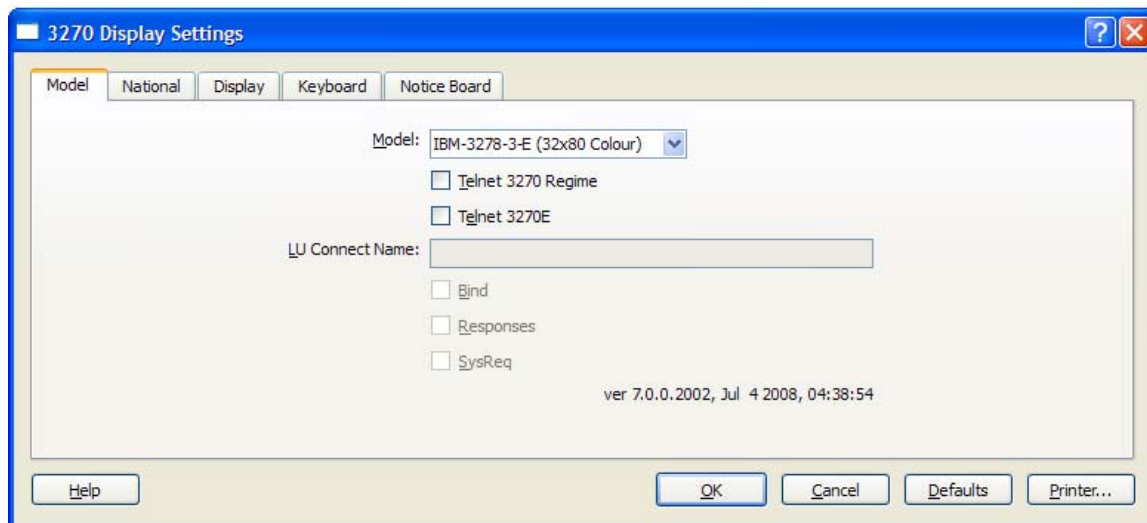 3270 Display Settings
Model National Display Keyboard Notice Board
Model: IBM-3278-3-E (32x80 Colour)
Telnet 3270 Regime
Telnet 3270E
LU Connect Name:
Bind
Responses
SysReq
ver 7.0.0.2002, Jul 4 2008, 04:38:54
Help OK Cancel Defaults Printer...